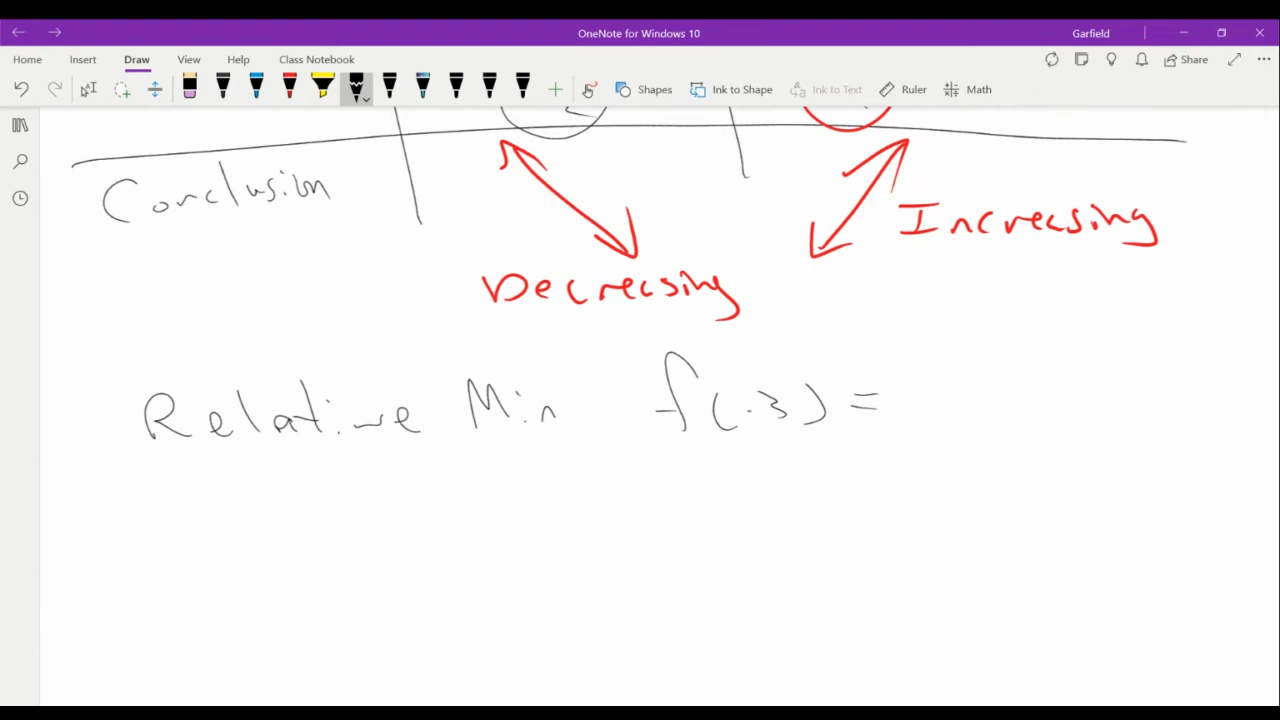 OneNote for Windows 10
Garfield
Home Insert Draw View Help Class Notebook
Share
Shapes Ink to Shape Ink to Text Ruler Math
Conclusion
Increasing
Decreasing
Relative Min f(-3) =